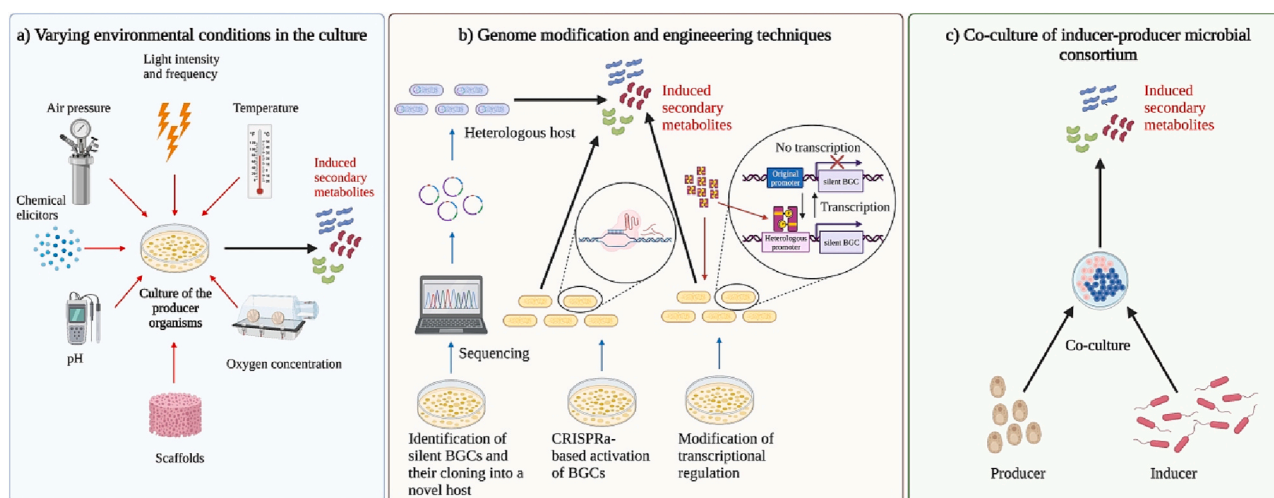 a) Varying environmental conditions in the culture
Light intensity
and frequency
Air pressure
Temperature
Chemical
elicitors
Induced
secondary
metabolites
Culture of the
producer
organisms
pH
Oxygen concentration
Scaffolds
b) Genome modification and engineeering techniques
Induced
secondary
metabolites
Heterologous host
No transcription
Original
promoter
silent BGC
Transcription
Heterologous
promoter
silent BGC
Sequencing
Identification of
silent BGCs and
their cloning into a
novel host
CRISPRa-
based activation
of BGCs
Modification of
transcriptional
regulation
c) Co-culture of inducer-producer microbial
consortium
Induced
secondary
metabolites
Co-culture
Producer
Inducer